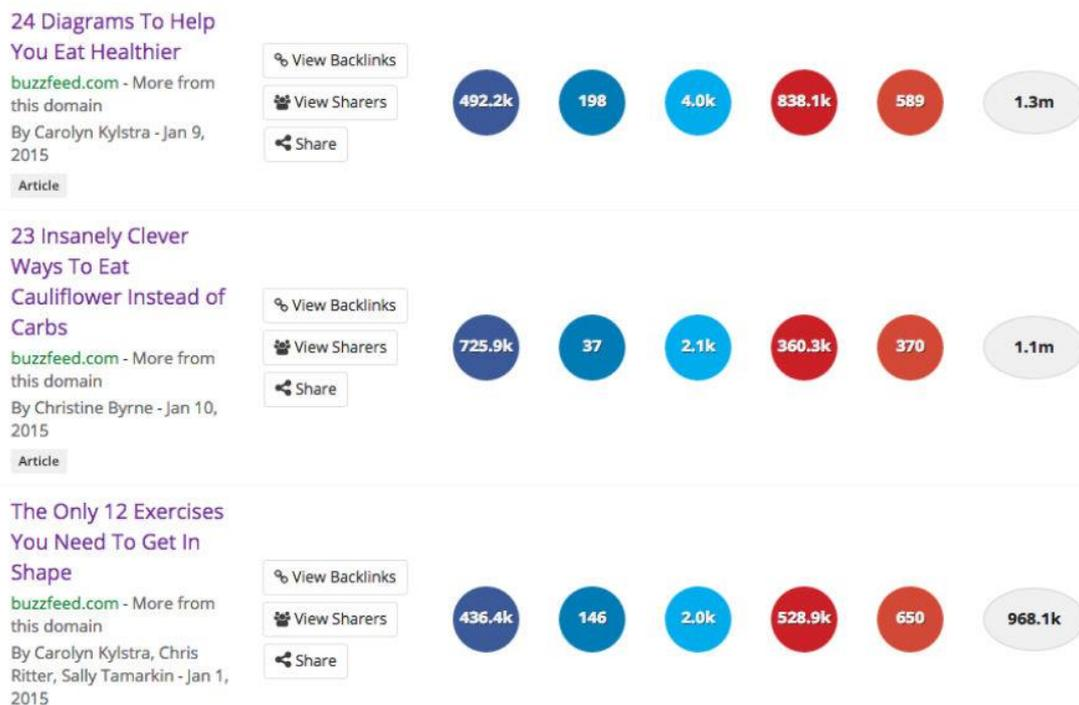 24 Diagrams To Help
You Eat Healthier
buzzfeed.com - More from
this domain
By Carolyn Kylstra - Jan 9,
2015
Article
View Backlinks
View Sharers
Share
492.2k 198 4.0k 838.1k 589 1.3m
23 Insanely Clever
Ways To Eat
Cauliflower Instead of
Carbs
buzzfeed.com - More from
this domain
By Christine Byrne - Jan 10,
2015
Article
View Backlinks
View Sharers
Share
725.9k 37 2.1k 360.3k 370 1.1m
The Only 12 Exercises
You Need To Get In
Shape
buzzfeed.com - More from
this domain
By Carolyn Kylstra, Chris
Ritter, Sally Tamarkin - Jan 1,
2015
View Backlinks
View Sharers
Share
436.4k 146 2.0k 528.9k 650 968.1k